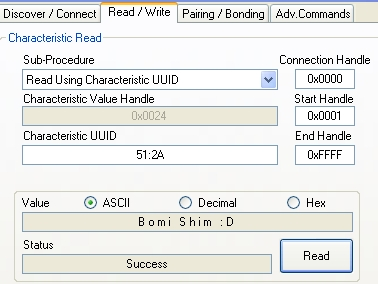 Discover / Connect Read / Write Pairing / Bonding Adv.Commands
Characteristic Read
Sub-Procedure Connection Handle
Read Using Characteristic UUID 0x0000
Characteristic Value Handle Start Handle
0x0024 0x0001
Characteristic UUID End Handle
51:2A 0xFFFF
Value ASCII Decimal Hex
Bomi Shim :D
Status
Success Read